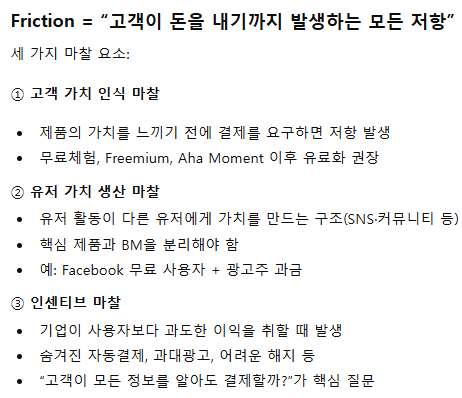 Friction = “고객이 돈을 내기까지 발생하는 모든 저항”
세 가지 마찰 요소:
① 고객 가치 인식 마찰
• 제품의 가치를 느끼기 전에 결제를 요구하면 저항 발생
• 무료체험, Freemium, Aha Moment 이후 유료화 권장
② 유저 가치 생산 마찰
• 유저 활동이 다른 유저에게 가치를 만드는 구조(SNS·커뮤니티 등)
• 핵심 제품과 BM을 분리해야 함
• 예: Facebook 무료 사용자 + 광고주 과금
③ 인센티브 마찰
• 기업이 사용자보다 과도한 이익을 취할 때 발생
• 숨겨진 자동결제, 과대광고, 어려운 해지 등
• “고객이 모든 정보를 알아도 결제할까?”가 핵심 질문